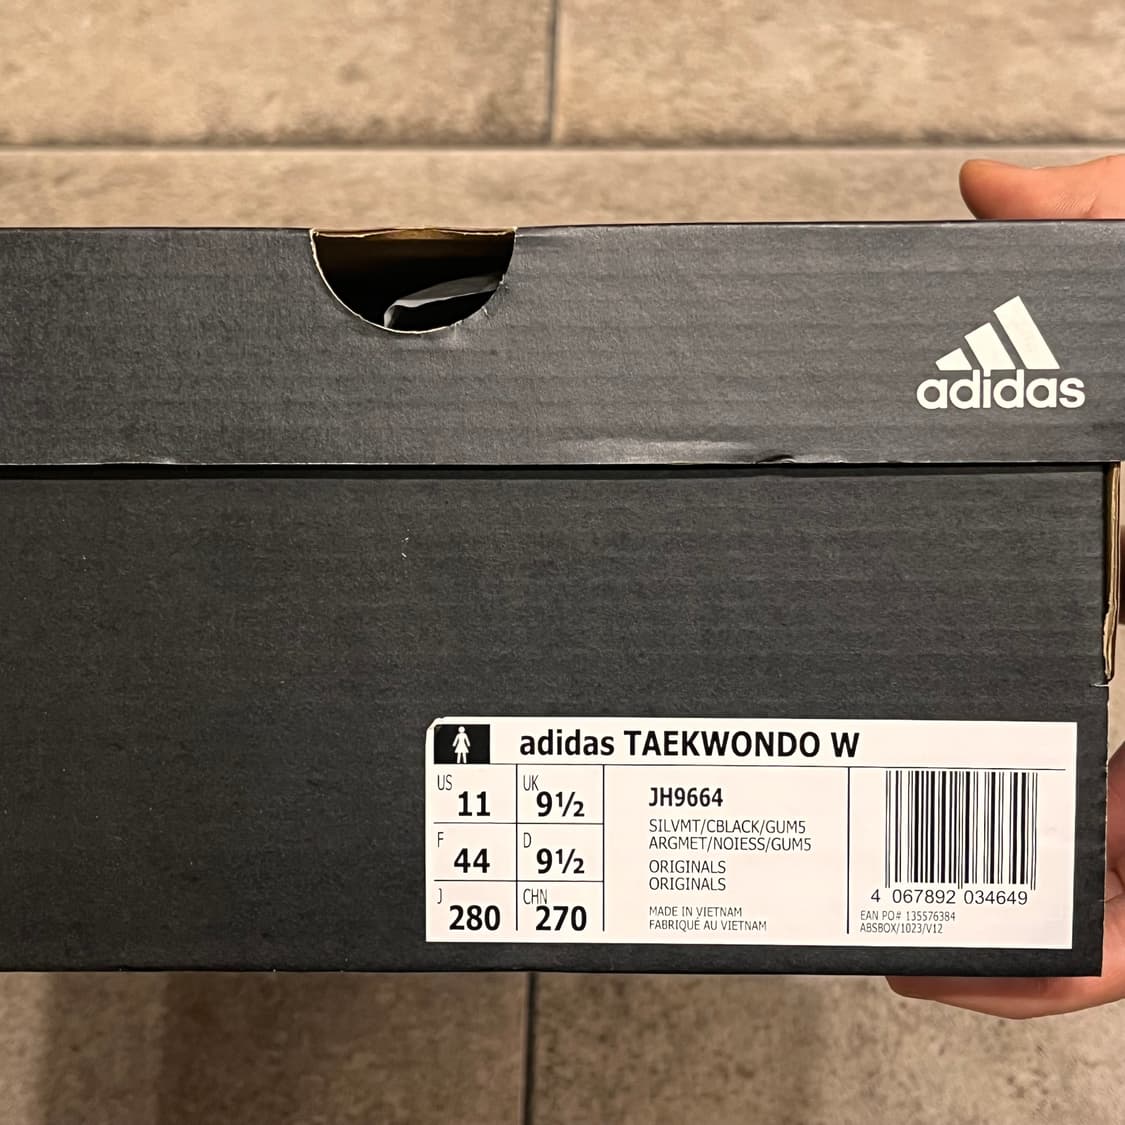 adidas
adidas TAEKWONDO W
US 11 UK 9½
F 44 D 9½
J 280 CHN 270
JH9664
SILVMT/CBLACK/GUM5
ARGMET/NOIESS/GUM5
ORIGINALS
ORIGINALS
MADE IN VIETNAM
FABRIQUÉ AU VIETNAM
4 067892 034649
EAN PO# 135576384
ABSBOX/1023/V12